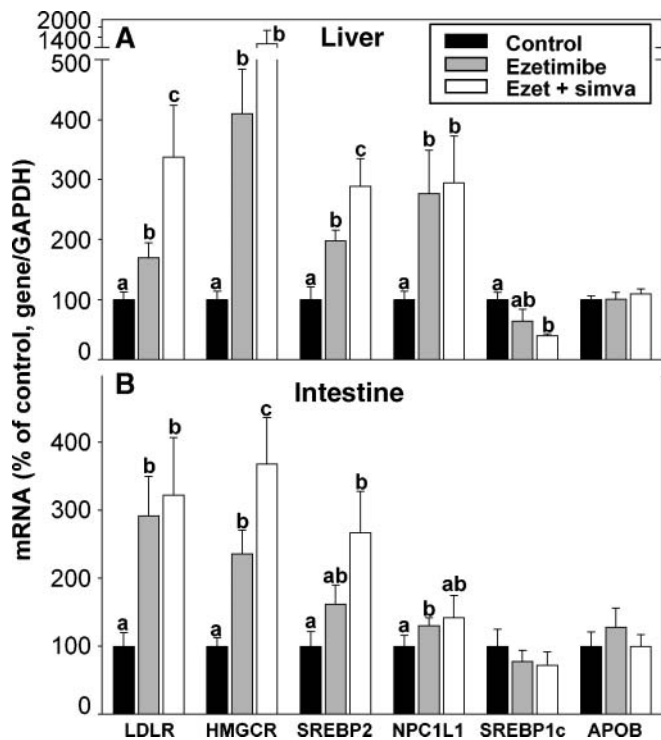 2000
1400
A
Liver
Control
Ezetimibe
Ezet + simva
500
400
300
200
100
0
a b c
a b b
a b c
a b b
a ab b
mRNA (% of control, gene/GAPDH)
B
Intestine
400
300
200
100
0
a b b
a b c
a ab b
a b ab
LDLR HMGCR SREBP2 NPC1L1 SREBP1c APOB